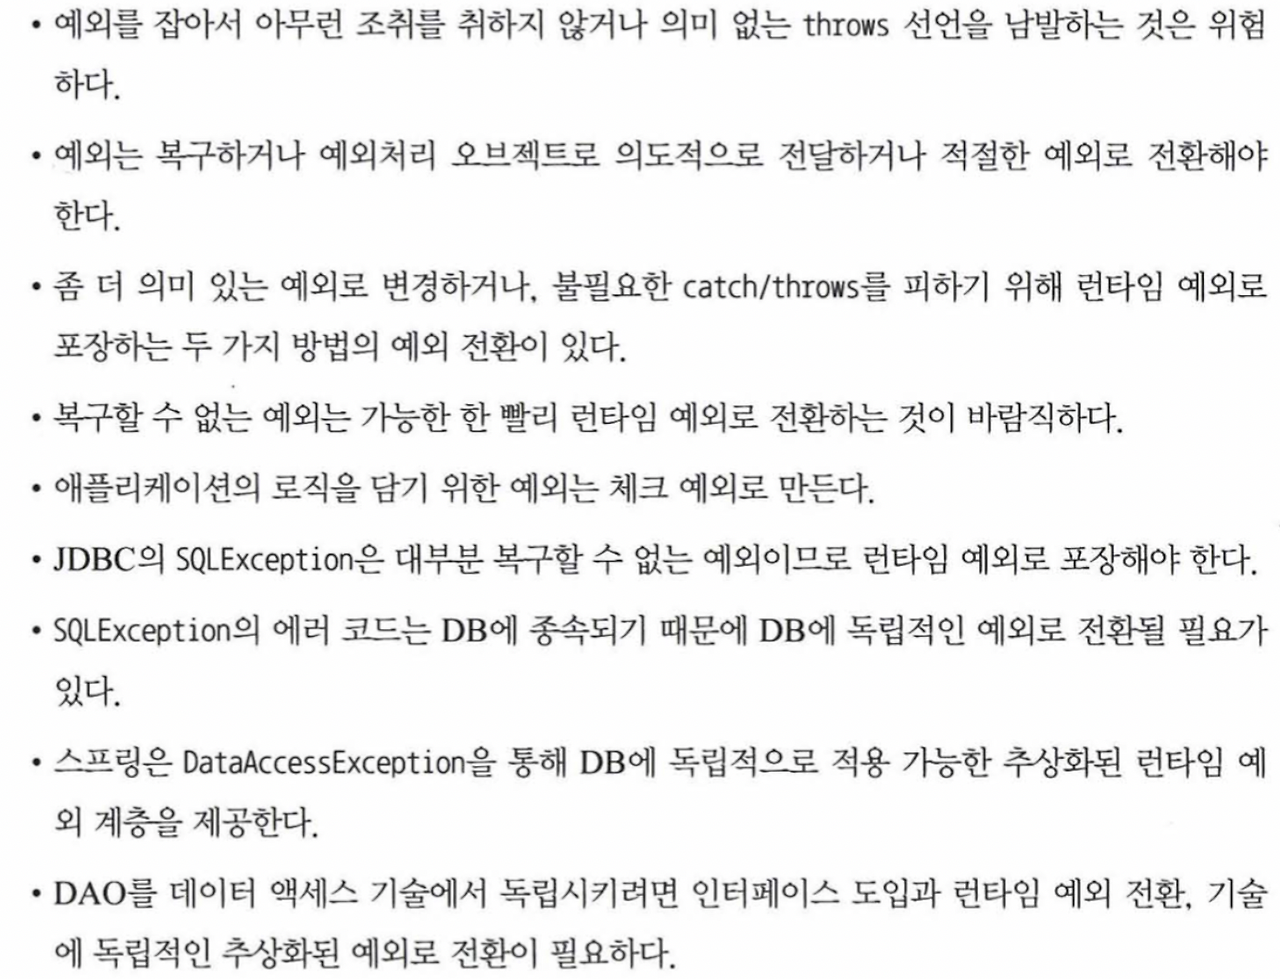 • 예외를 잡아서 아무런 조취를 취하지 않거나 의미 없는 throws 선언을 남발하는 것은 위험
하다.
• 예외는 복구하거나 예외처리 오브젝트로 의도적으로 전달하거나 적절한 예외로 전환해야
한다.
• 좀 더 의미 있는 예외로 변경하거나, 불필요한 catch/throws를 피하기 위해 런타임 예외로
포장하는 두 가지 방법의 예외 전환이 있다.
• 복구할 수 없는 예외는 가능한 한 빨리 런타임 예외로 전환하는 것이 바람직하다.
• 애플리케이션의 로직을 담기 위한 예외는 체크 예외로 만든다.
• JDBC의 SQLException은 대부분 복구할 수 없는 예외이므로 런타임 예외로 포장해야 한다.
• SQLException의 에러 코드는 DB에 종속되기 때문에 DB에 독립적인 예외로 전환될 필요가
있다.
• 스프링은 DataAccessException을 통해 DB에 독립적으로 적용 가능한 추상화된 런타임 예
외 계층을 제공한다.
• DAO를 데이터 액세스 기술에서 독립시키려면 인터페이스 도입과 런타임 예외 전환, 기술
에 독립적인 추상화된 예외로 전환이 필요하다.